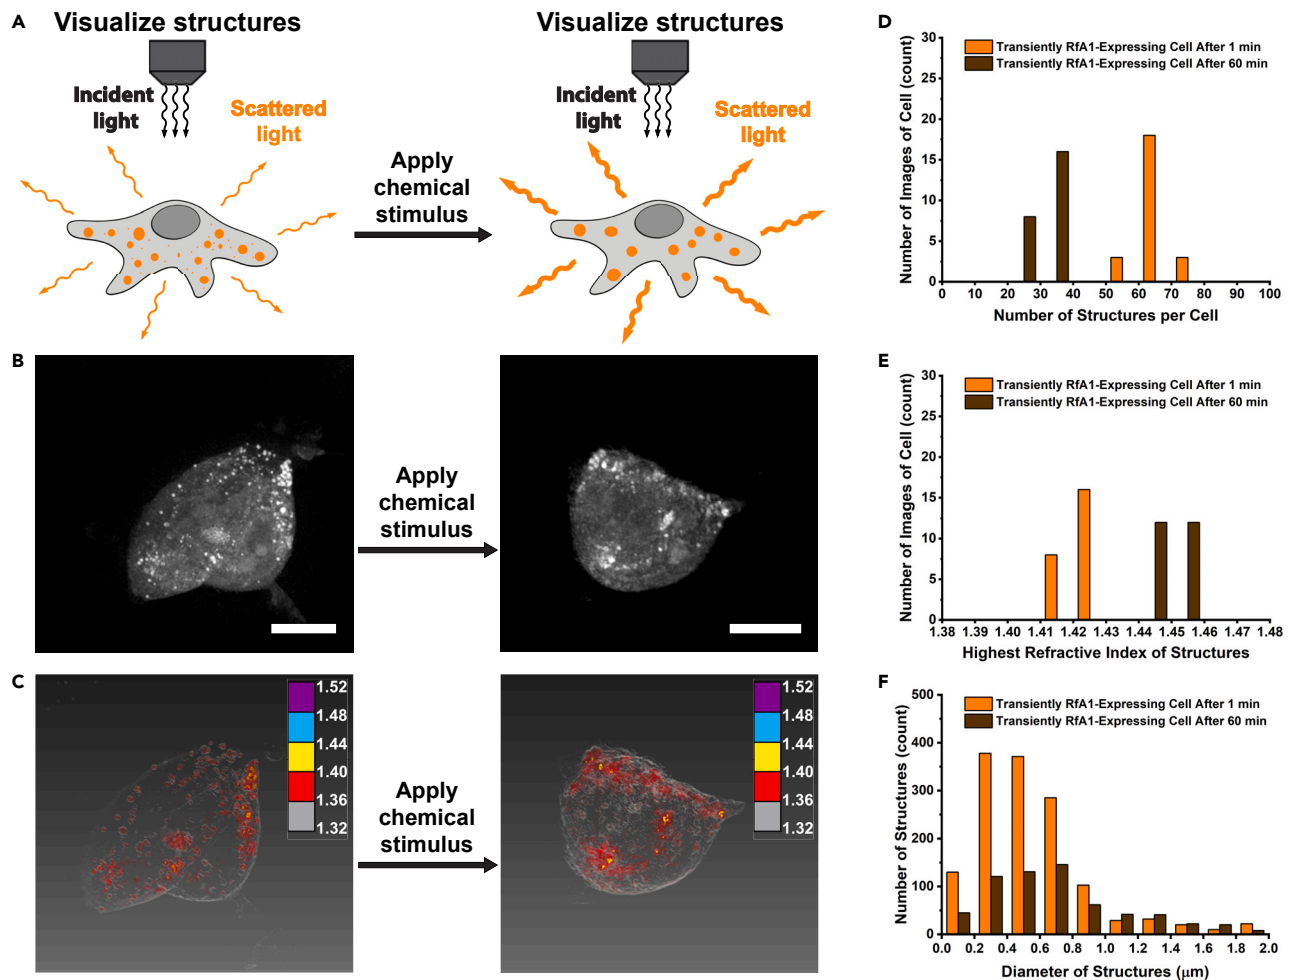 A
Visualize structures
Incident
light
Scattered
light
Apply
chemical
stimulus
Visualize structures
Incident
light
Scattered
light
B
Apply
chemical
stimulus
C
1.52
1.48
1.44
1.40
1.36
1.32
Apply
chemical
stimulus
1.52
1.48
1.44
1.40
1.36
1.32
D
Number of Images of Cell (count)
30
25
20
15
10
5
0
Transiently RfA1-Expressing Cell After 1 min
Transiently RfA1-Expressing Cell After 60 min
0 10 20 30 40 50 60 70 80 90 100
Number of Structures per Cell
E
Number of Images of Cell (count)
30
25
20
15
10
5
0
Transiently RfA1-Expressing Cell After 1 min
Transiently RfA1-Expressing Cell After 60 min
1.38 1.39 1.40 1.41 1.42 1.43 1.44 1.45 1.46 1.47 1.48
Highest Refractive Index of Structures
F
Number of Structures (count)
500
400
300
200
100
0
Transiently RfA1-Expressing Cell After 1 min
Transiently RfA1-Expressing Cell After 60 min
0.0 0.2 0.4 0.6 0.8 1.0 1.2 1.4 1.6 1.8 2.0
Diameter of Structures (μm)